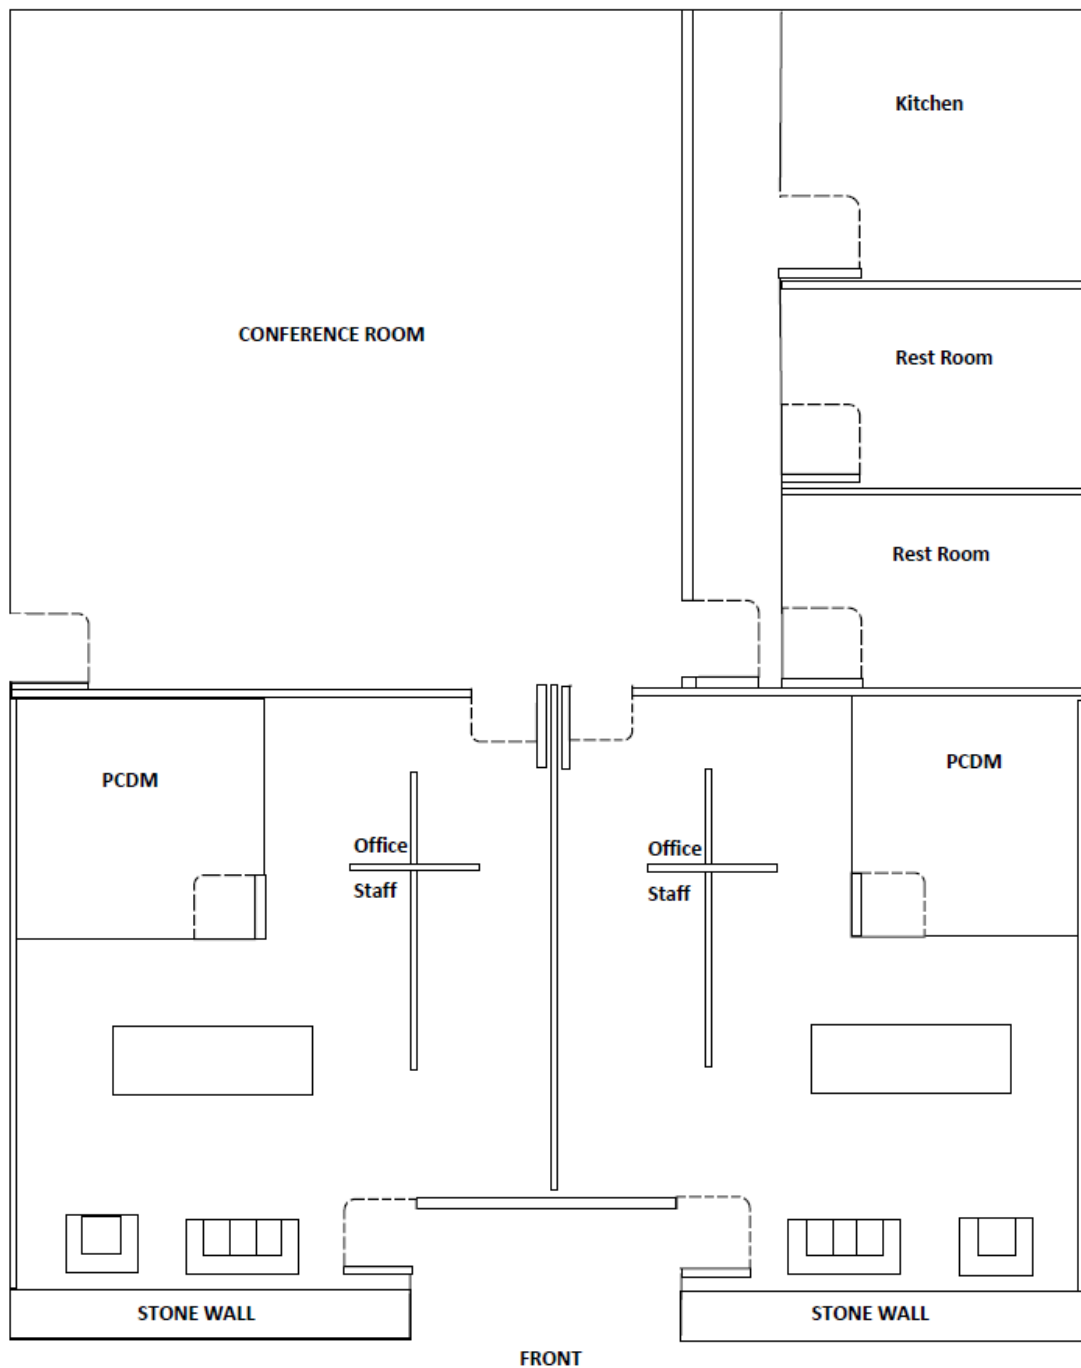 Kitchen
CONFERENCE ROOM
Rest Room
Rest Room
PCDM
PCDM
Office
Staff
Office
Staff
STONE WALL
STONE WALL
FRONT